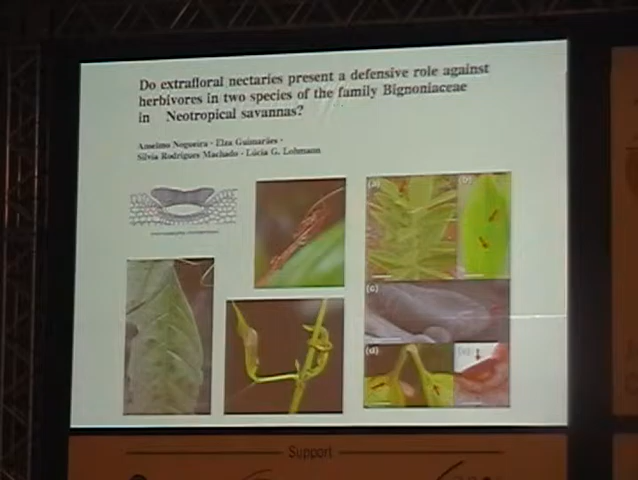 Do extrafloral nectaries present a defensive role against
herbivores in two species of the family Bignoniaceae
in Neotropical savannas?
Anselmo Nogueira · Elza Guimarães ·
Silvia Rodrigues Machado · Lúcia G. Lohmann
(a)
(b)
(c)
(d)
(e)
Support